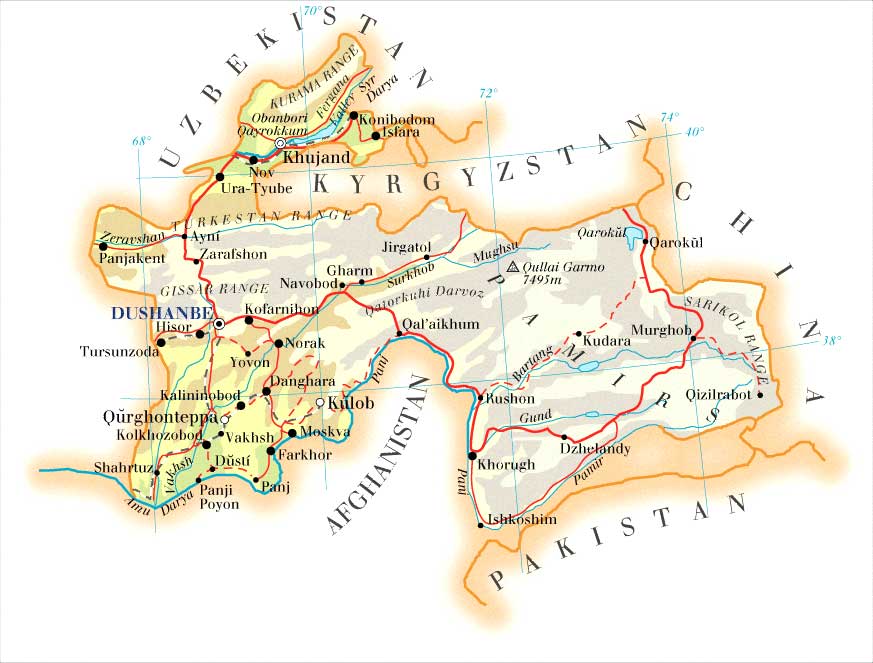 70°
UZBEKISTAN
KURAMA RANGE
Fergana
Valley
Syr
Darya
72°
Obanbori
Qayrokkum
Konibodom
Isfara
74°
40°
68°
Khujand
Nov
Ura-Tyube
KYRGYZSTAN
CHINA
TURKESTAN RANGE
Zeravshan
Ayni
Panjakent
Zarafshon
Jirgatol
Mughsu
Qarokŭl
Qarokŭl
Gharm
Surkhob
Navobod
Qullai Garmo
7495m
GISSAR RANGE
Qatorkuhi Darvoz
PAMIRS
SARIKOL RANGE
DUSHANBE
Kofarnihon
Hisor
Qal'aikhum
Murghob
Kudara
Tursunzoda
Norak
38°
Yovon
Panj
Bartang
Danghara
Kalininobod
Kŭlob
Rushon
Qizilrabot
Qŭrghonteppa
Gund
Kolkhozobod
Vakhsh
Moskva
AFGHANISTAN
Dzhelandy
Farkhor
Khorugh
Shahrtuz
Vakhsh
Dŭstí
Pamir
Panj
Panj
Panji
Poyon
Amu
Darya
Ishkoshim
PAKISTAN